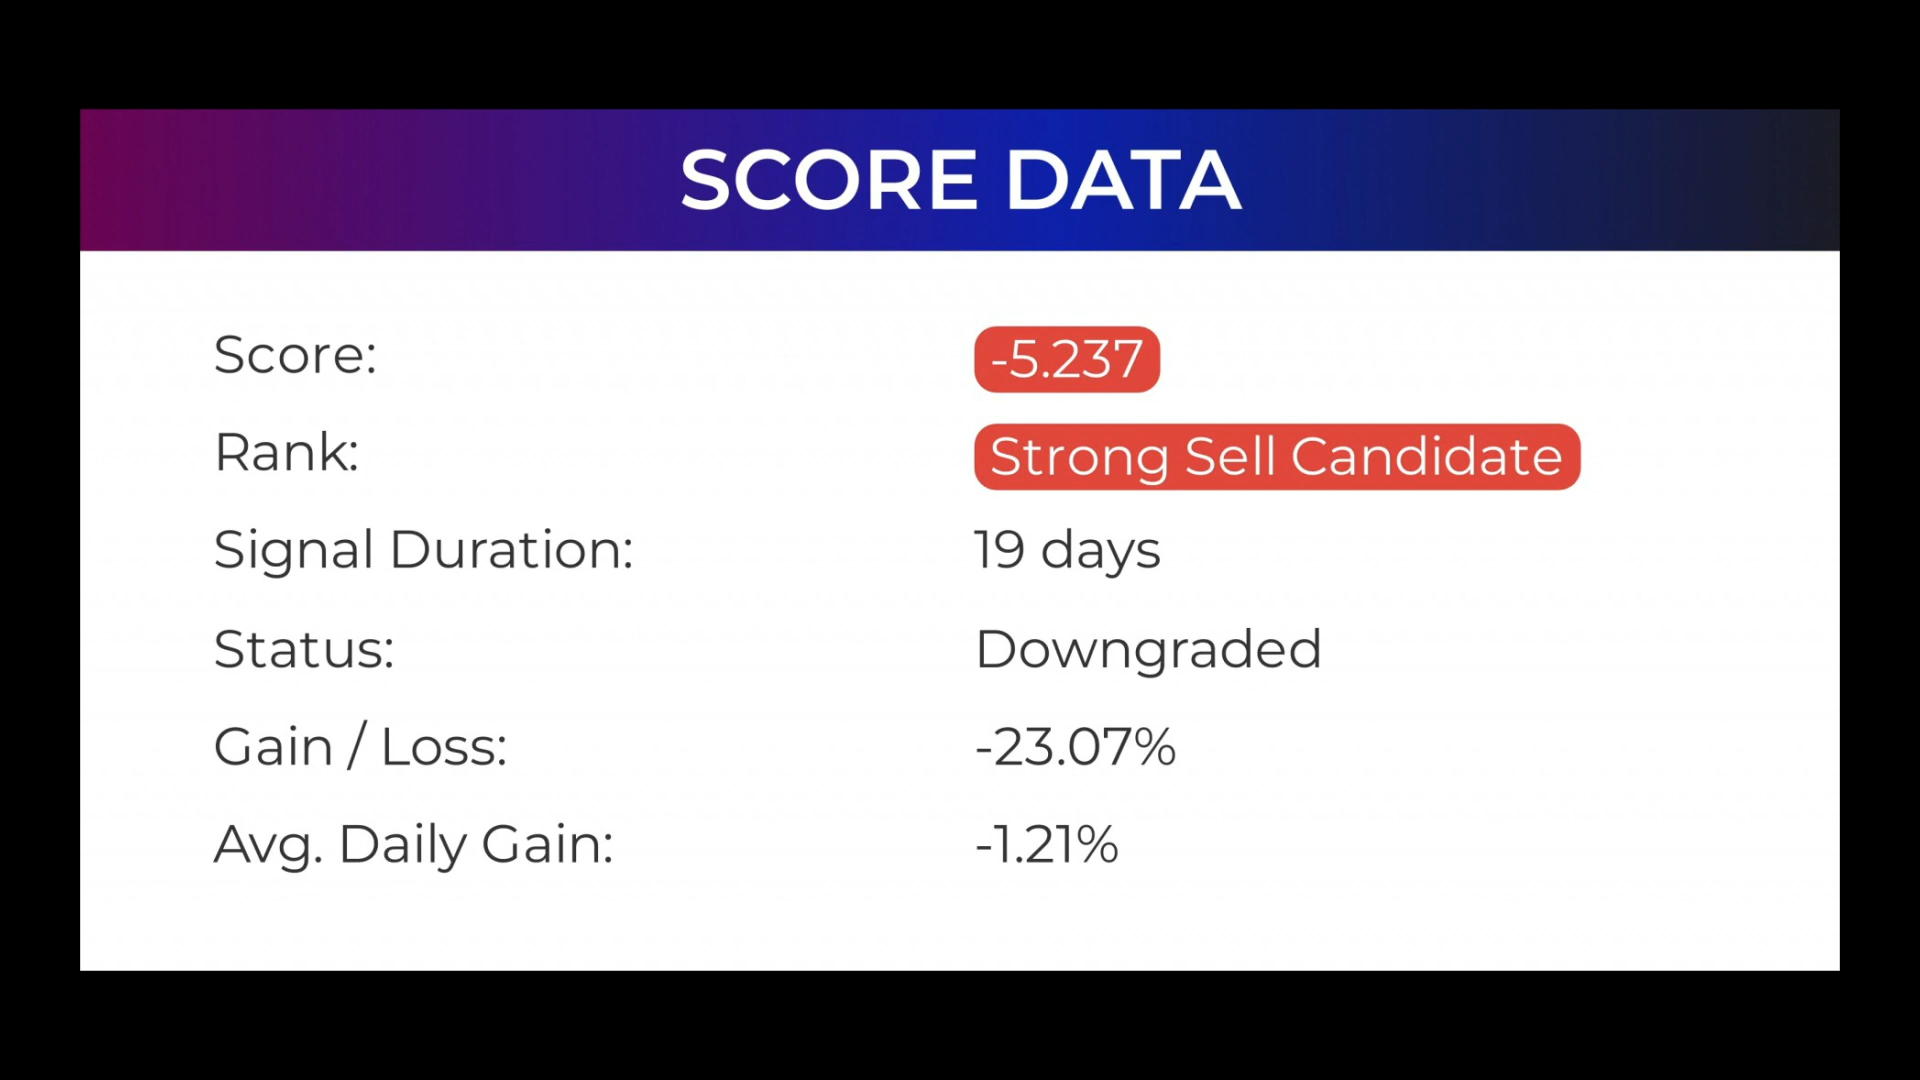 SCORE DATA
Score: -5.237
Rank: Strong Sell Candidate
Signal Duration: 19 days
Status: Downgraded
Gain / Loss: -23.07%
Avg. Daily Gain: -1.21%